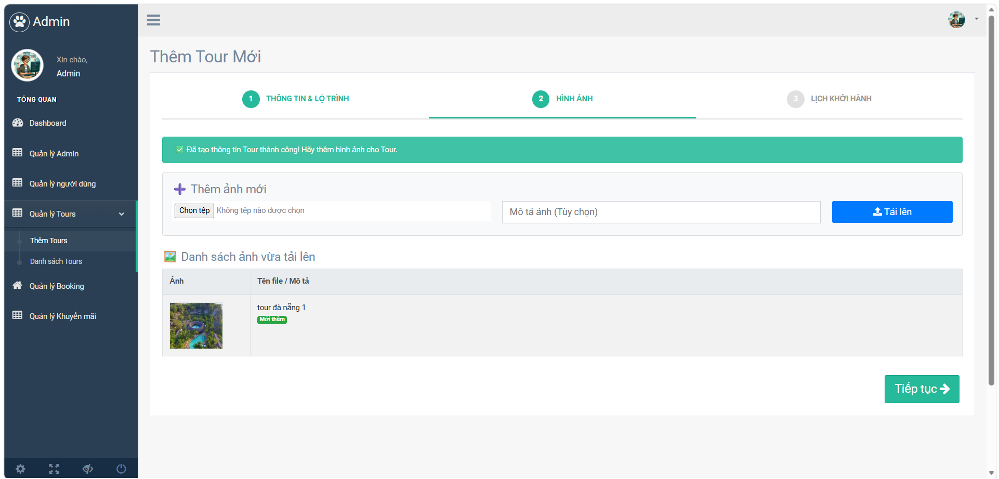 Admin
Xin chào,
Admin
TỔNG QUAN
Dashboard
Quản lý Admin
Quản lý người dùng
Quản lý Tours
Thêm Tours
Danh sách Tours
Quản lý Booking
Quản lý Khuyến mãi
Thêm Tour Mới
1 THÔNG TIN & LỘ TRÌNH
2 HÌNH ẢNH
3 LỊCH KHỞI HÀNH
Đã tạo thông tin Tour thành công! Hãy thêm hình ảnh cho Tour.
Thêm ảnh mới
Chọn tệp Không tệp nào được chọn
Mô tả ảnh (Tùy chọn)
Tải lên
Danh sách ảnh vừa tải lên
Ảnh
Tên file / Mô tả
tour đà nẵng 1
Mới thêm
Tiếp tục